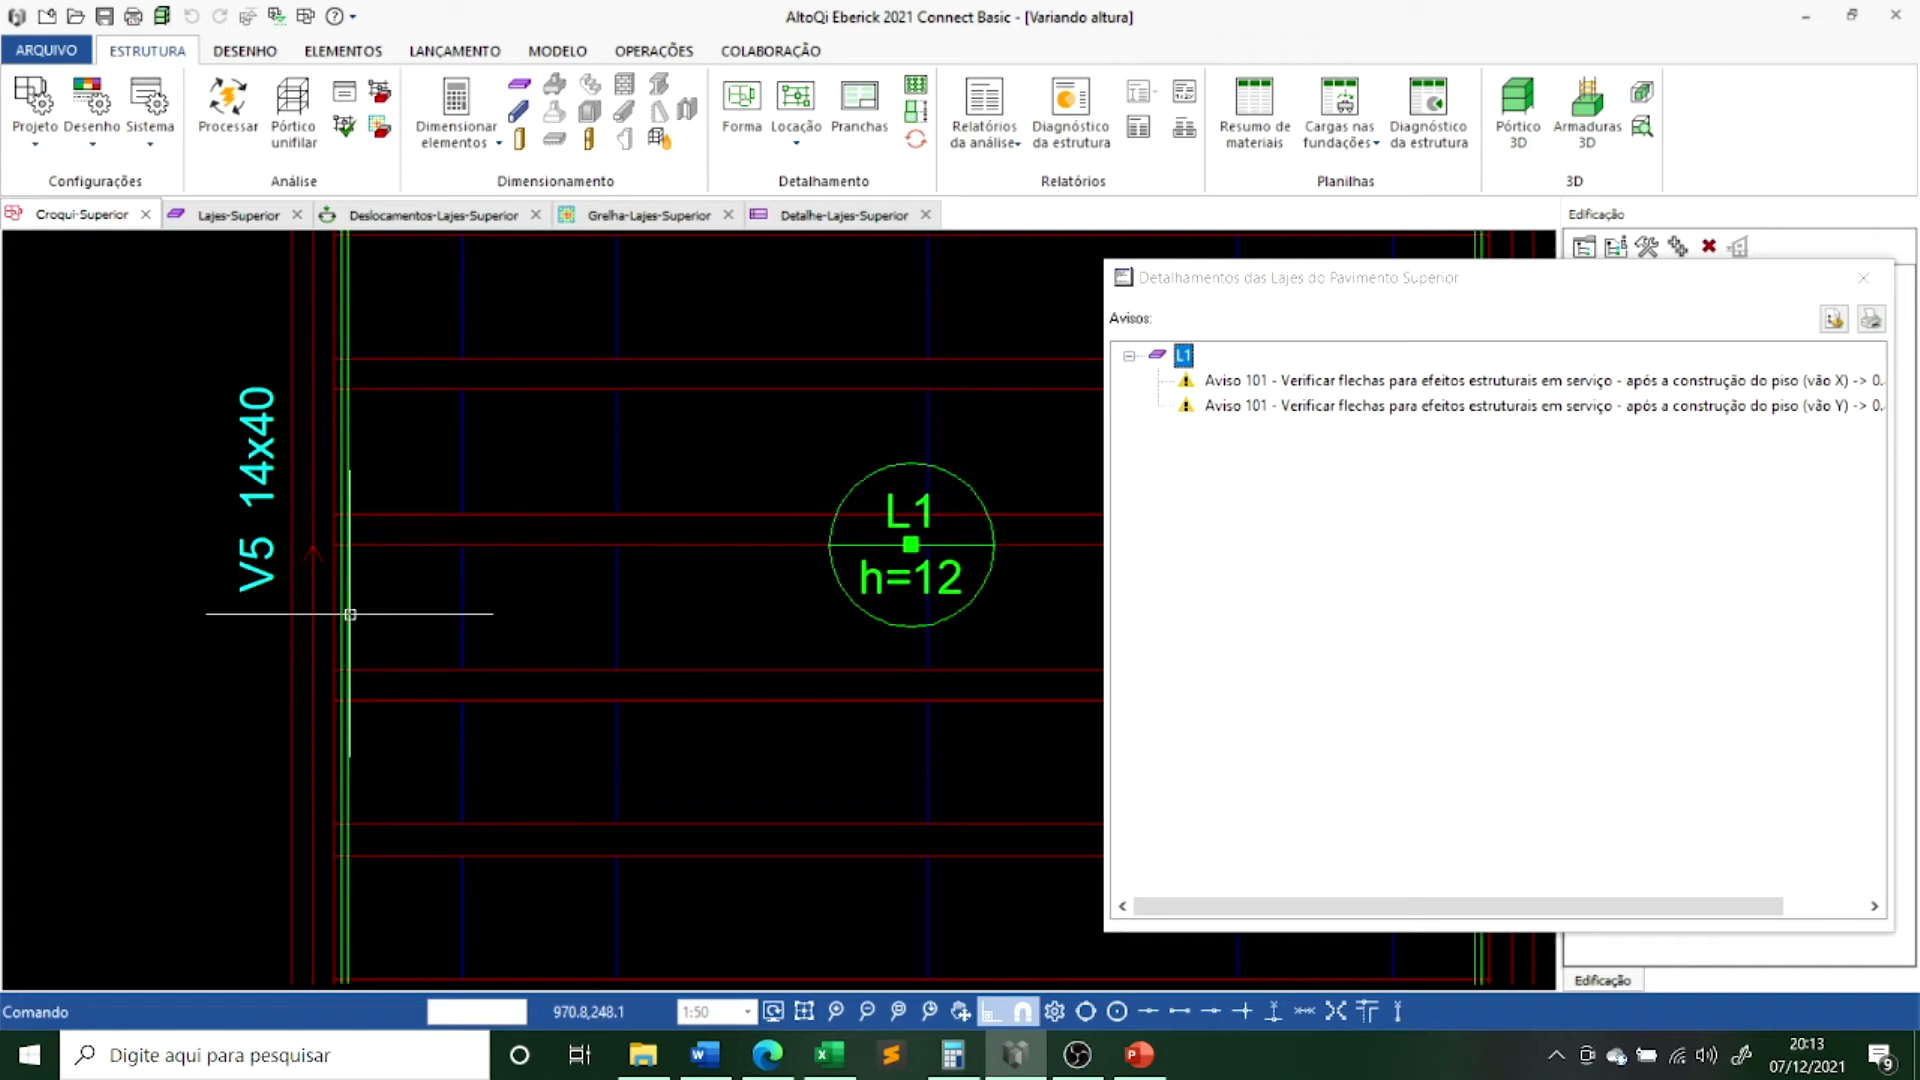 AltoQi Eberick 2021 Connect Basic - [Variando altura]
ARQUIVO ESTRUTURA DESENHO ELEMENTOS LANÇAMENTO MODELO OPERAÇÕES COLABORAÇÃO
Projeto Desenho Sistema
Configurações
Processar Pórtico unifilar
Análise
Dimensionar elementos
Dimensionamento
Forma Locação Pranchas
Detalhamento
Relatórios da análise Diagnóstico da estrutura
Relatórios
Resumo de materiais Cargas nas fundações Diagnóstico da estrutura
Planilhas
Pórtico 3D Armaduras 3D
3D
Croqui-Superior Lajes-Superior Deslocamentos-Lajes-Superior Grelha-Lajes-Superior Detalhe-Lajes-Superior
Edificação
Detalhamentos das Lajes do Pavimento Superior
Avisos:
L1
Aviso 101 - Verificar flechas para efeitos estruturais em serviço - após a construção do piso (vão X) -> 0.
Aviso 101 - Verificar flechas para efeitos estruturais em serviço - após a construção do piso (vão Y) -> 0.
V5 14x40
L1
h=12
Edificação
Comando 970.8,248.1 1:50
Digite aqui para pesquisar
20:13
07/12/2021
9